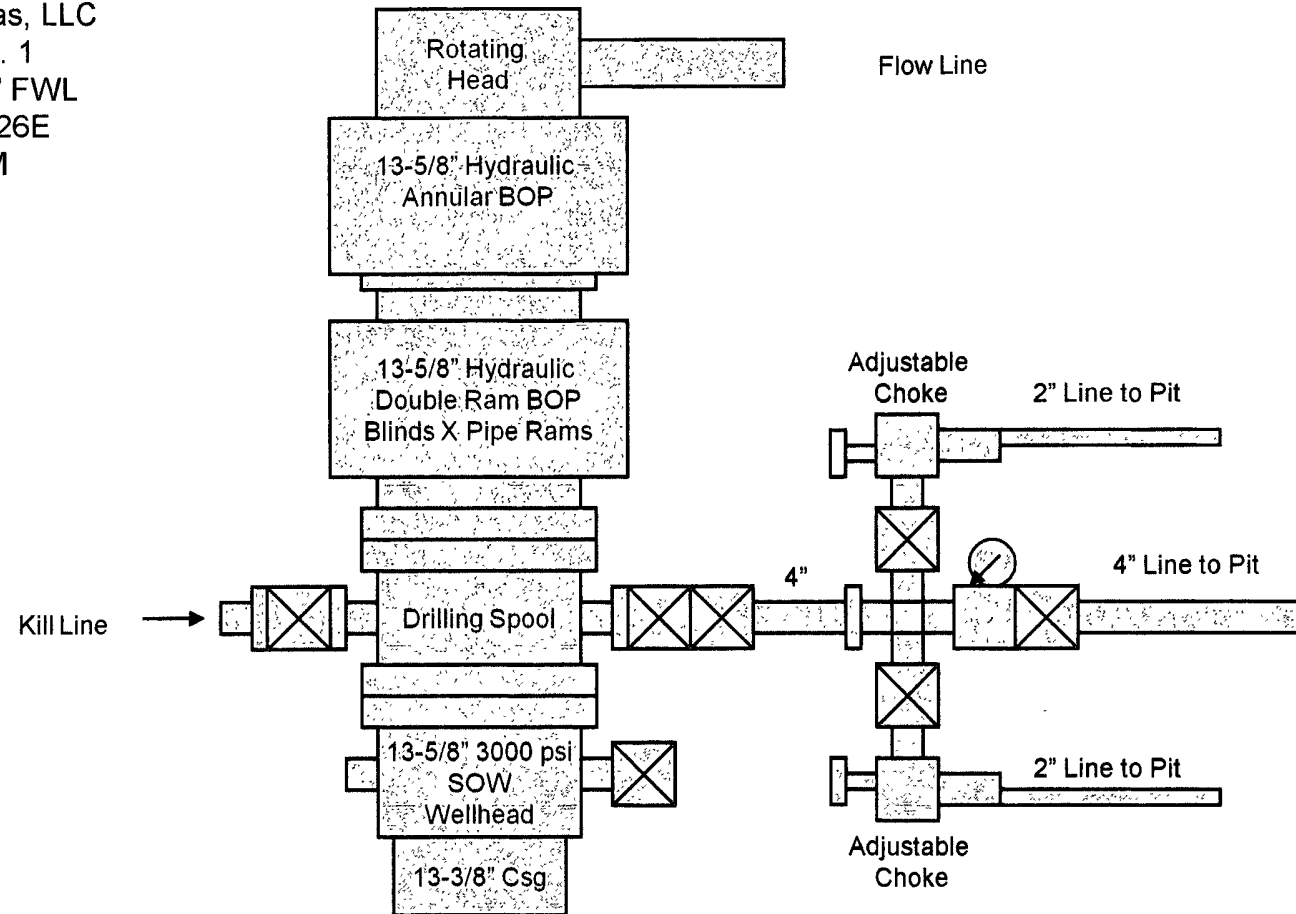 as, LLC
. 1
' FWL
26E
M
Rotating
Head
Flow Line
13-5/8" Hydraulic
Annular BOP
13-5/8" Hydraulic
Double Ram BOP
Blinds X Pipe Rams
Adjustable
Choke
2" Line to Pit
Kill Line
Drilling Spool
4"
4" Line to Pit
13-5/8" 3000 psi
SOW
Wellhead
2" Line to Pit
Adjustable
Choke
13-3/8" Csg